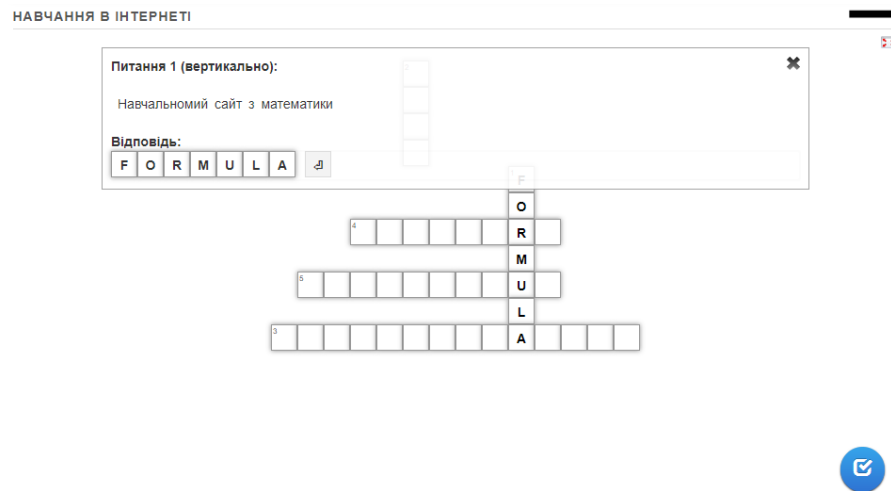 НАВЧАННЯ В ІНТЕРНЕТІ
Питання 1 (вертикально):
Навчальномий сайт з математики
Відповідь:
F O R M U L A
F
O
4
R
M
5
U
L
3
A